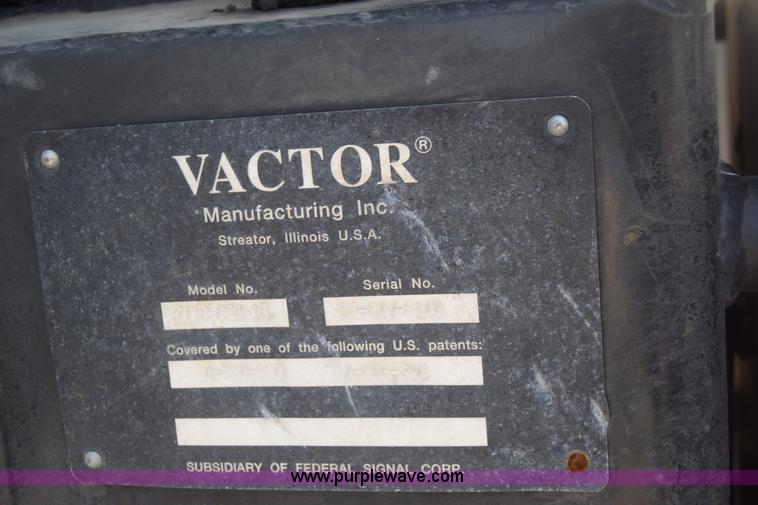 VACTOR®
Manufacturing Inc.
Streator, Illinois U.S.A.
Model No. Serial No.
Covered by one of the following U.S. patents:
SUBSIDIARY OF FEDERAL SIGNAL CORP.
www.purplewave.com